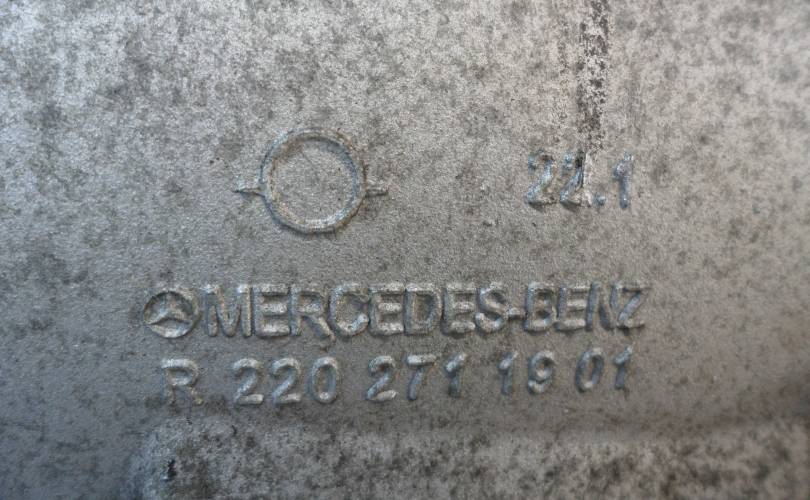 22.1
MERCEDES-BENZ
R 220 271 19 01